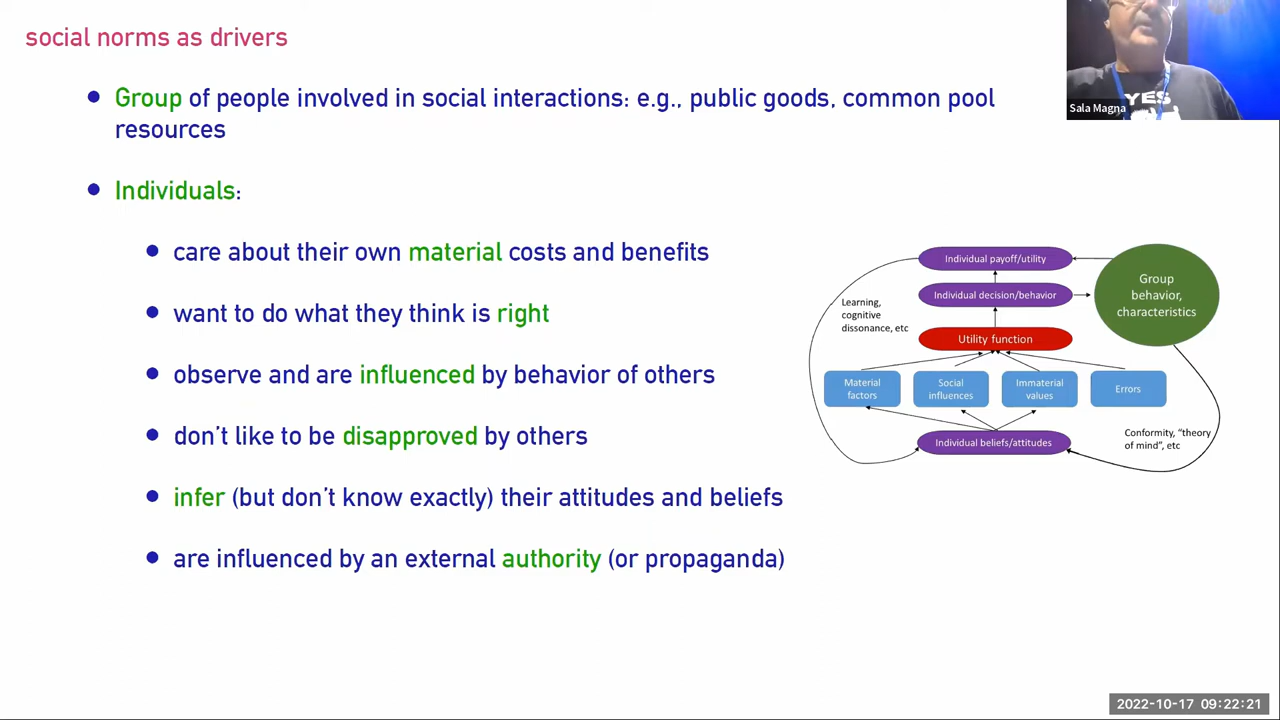 social norms as drivers
Group of people involved in social interactions: e.g., public goods, common pool
resources
Individuals:
care about their own material costs and benefits
want to do what they think is right
observe and are influenced by behavior of others
don't like to be disapproved by others
infer (but don't know exactly) their attitudes and beliefs
are influenced by an external authority (or propaganda)
Sala Magna
YES
Individual payoff/utility
Individual decision/behavior
Utility function
Group
behavior,
characteristics
Learning,
cognitive
dissonance, etc
Material
factors
Social
influences
Immaterial
values
Errors
Individual beliefs/attitudes
Conformity, "theory
of mind", etc
2022-10-17 09:22:21